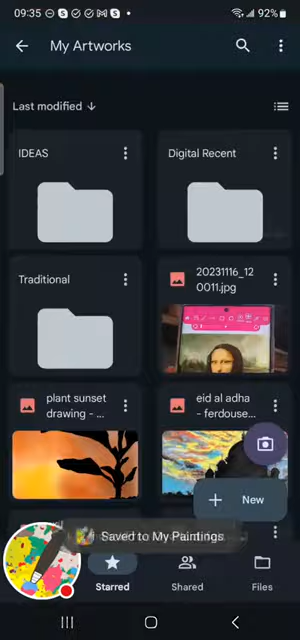 09:35
92%
My Artworks
Last modified
IDEAS
Digital Recent
Traditional
20231116_12
0011.jpg
plant sunset
drawing - ...
eid al adha
- ferdouse...
New
Saved to My Paintings
Starred
Shared
Files